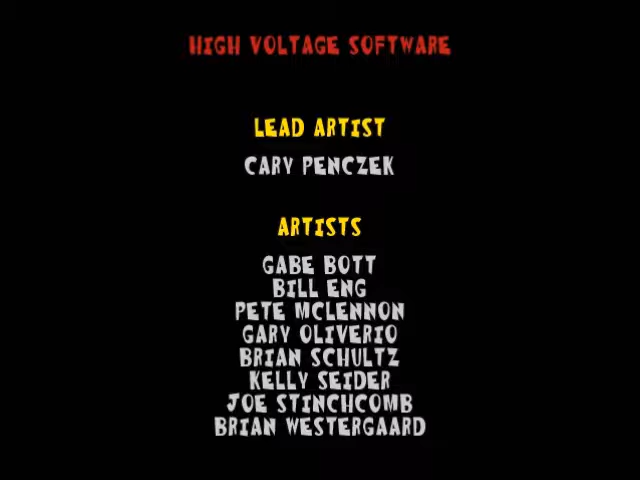 HIGH VOLTAGE SOFTWARE
LEAD ARTIST
CARY PENCZEK
ARTISTS
GABE BOTT
BILL ENG
PETE MCLENNON
GARY OLIVERIO
BRIAN SCHULTZ
KELLY SEIDER
JOE STINCHCOMB
BRIAN WESTERGAARD